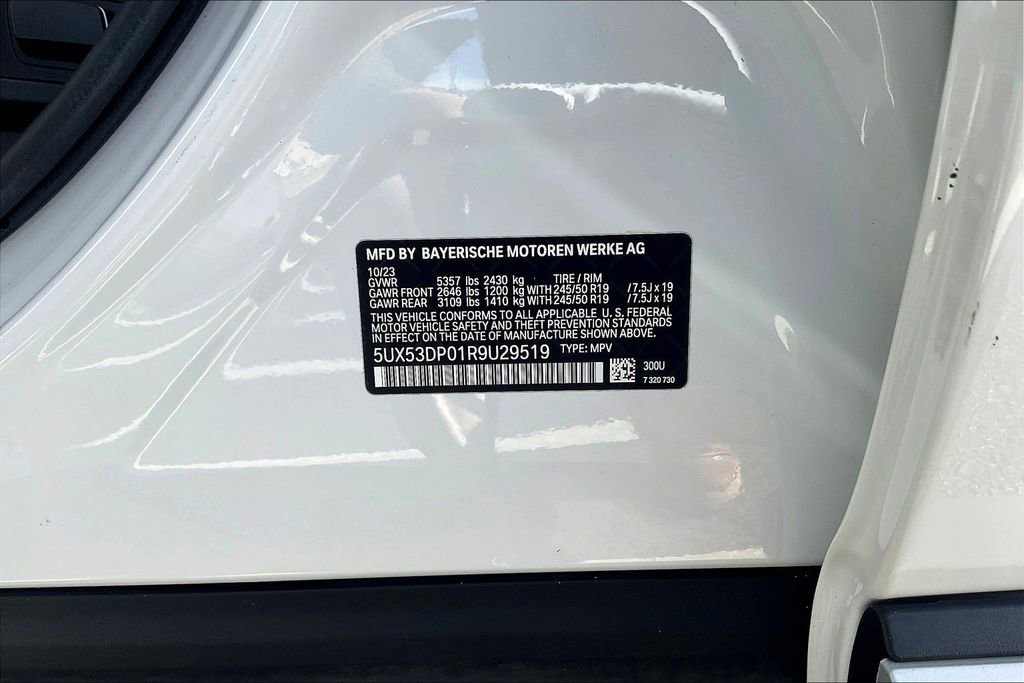 MFD BY BAYERISCHE MOTOREN WERKE AG
10/23
GVWR 5357 lbs 2430 kg TIRE / RIM
GAWR FRONT 2646 lbs 1200 kg WITH 245/50 R19 / 7.5J x 19
GAWR REAR 3109 lbs 1410 kg WITH 245/50 R19 / 7.5J x 19
THIS VEHICLE CONFORMS TO ALL APPLICABLE U. S. FEDERAL
MOTOR VEHICLE SAFETY AND THEFT PREVENTION STANDARDS
IN EFFECT ON THE DATE OF MANUFACTURE SHOWN ABOVE.
5UX53DP01R9U29519 TYPE: MPV
300U
7 320 730